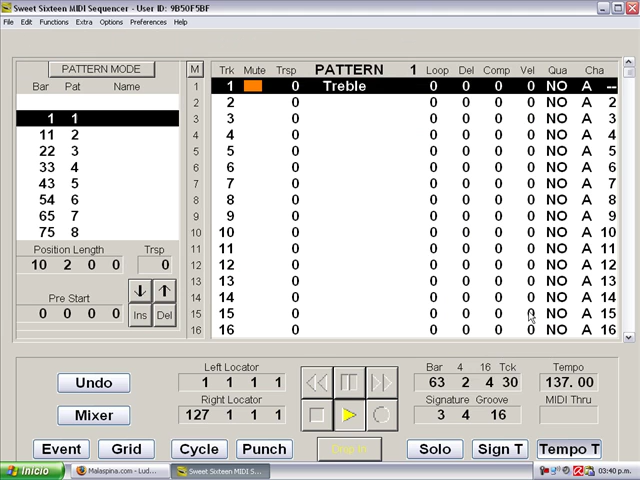 Sweet Sixteen MIDI Sequencer - User ID: 9B50F5BF
File Edit Functions Options Preferences Help
PATTERN MODE
Bar Pat Name
1 1
11 2
22 3
33 4
43 5
54 6
65 7
75 8
Position Length Trsp
10 2 0 0 0
Pre Start
0 0 0 0
Ins Del
M Trk Mute Trsp PATTERN 1 Loop Del Comp Vel Qua Cha
1 1 0 Treble 0 0 0 0 NO A --
2 2 0 0 0 0 0 NO A 2
3 3 0 0 0 0 0 NO A 3
4 4 0 0 0 0 0 NO A 4
5 5 0 0 0 0 0 NO A 5
6 6 0 0 0 0 0 NO A 6
7 7 0 0 0 0 0 NO A 7
8 8 0 0 0 0 0 NO A 8
9 9 0 0 0 0 0 NO A 9
10 10 0 0 0 0 0 NO A 10
11 11 0 0 0 0 0 NO A 11
12 12 0 0 0 0 0 NO A 12
13 13 0 0 0 0 0 NO A 13
14 14 0 0 0 0 0 NO A 14
15 15 0 0 0 0 0 NO A 15
16 16 0 0 0 0 0 NO A 16
Undo
Mixer
Left Locator
1 1 1 1
Right Locator
127 1 1 1
Bar 4 16 Tck
63 2 4 30
Signature Groove
3 4 16
Tempo
137.00
MIDI Thru
Event Grid Cycle Punch Drop In Solo Sign T Tempo T
Inicio Malaspina.com - Lud... Sweet Sixteen MIDI S... 03:40 p.m.